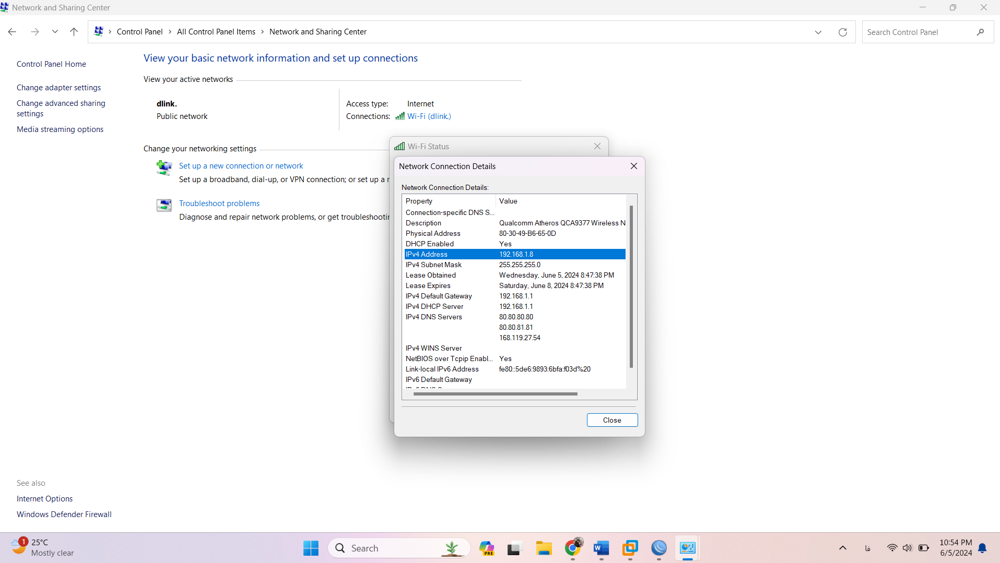 Network and Sharing Center
Control Panel > All Control Panel Items > Network and Sharing Center
Search Control Panel
Control Panel Home
Change adapter settings
Change advanced sharing
settings
Media streaming options
View your basic network information and set up connections
View your active networks
dlink.
Public network
Access type: Internet
Connections: Wi-Fi (dlink.)
Change your networking settings
Set up a new connection or network
Set up a broadband, dial-up, or VPN connection; or set up a
Troubleshoot problems
Diagnose and repair network problems, or get
Wi-Fi Status
Network Connection Details
Network Connection Details:
Property Value
Connection-specific DNS S...
Description Qualcomm Atheros QCA9377 Wireless N
Physical Address 80-30-49-B6-65-0D
DHCP Enabled Yes
IPv4 Address 192.168.1.8
IPv4 Subnet Mask 255.255.255.0
Lease Obtained Wednesday, June 5, 2024 8:47:38 PM
Lease Expires Saturday, June 8, 2024 8:47:38 PM
IPv4 Default Gateway 192.168.1.1
IPv4 DHCP Server 192.168.1.1
IPv4 DNS Servers 80.80.80.80
80.80.81.81
168.119.27.54
IPv4 WINS Server
NetBIOS over Tcpip Enabl... Yes
Link-local IPv6 Address fe80::5de6:9893:6bfa:f03d%20
IPv6 Default Gateway
Close
See also
Internet Options
Windows Defender Firewall
1
25°C
Mostly clear
Search
PRE
W
فا
10:54 PM
6/5/2024